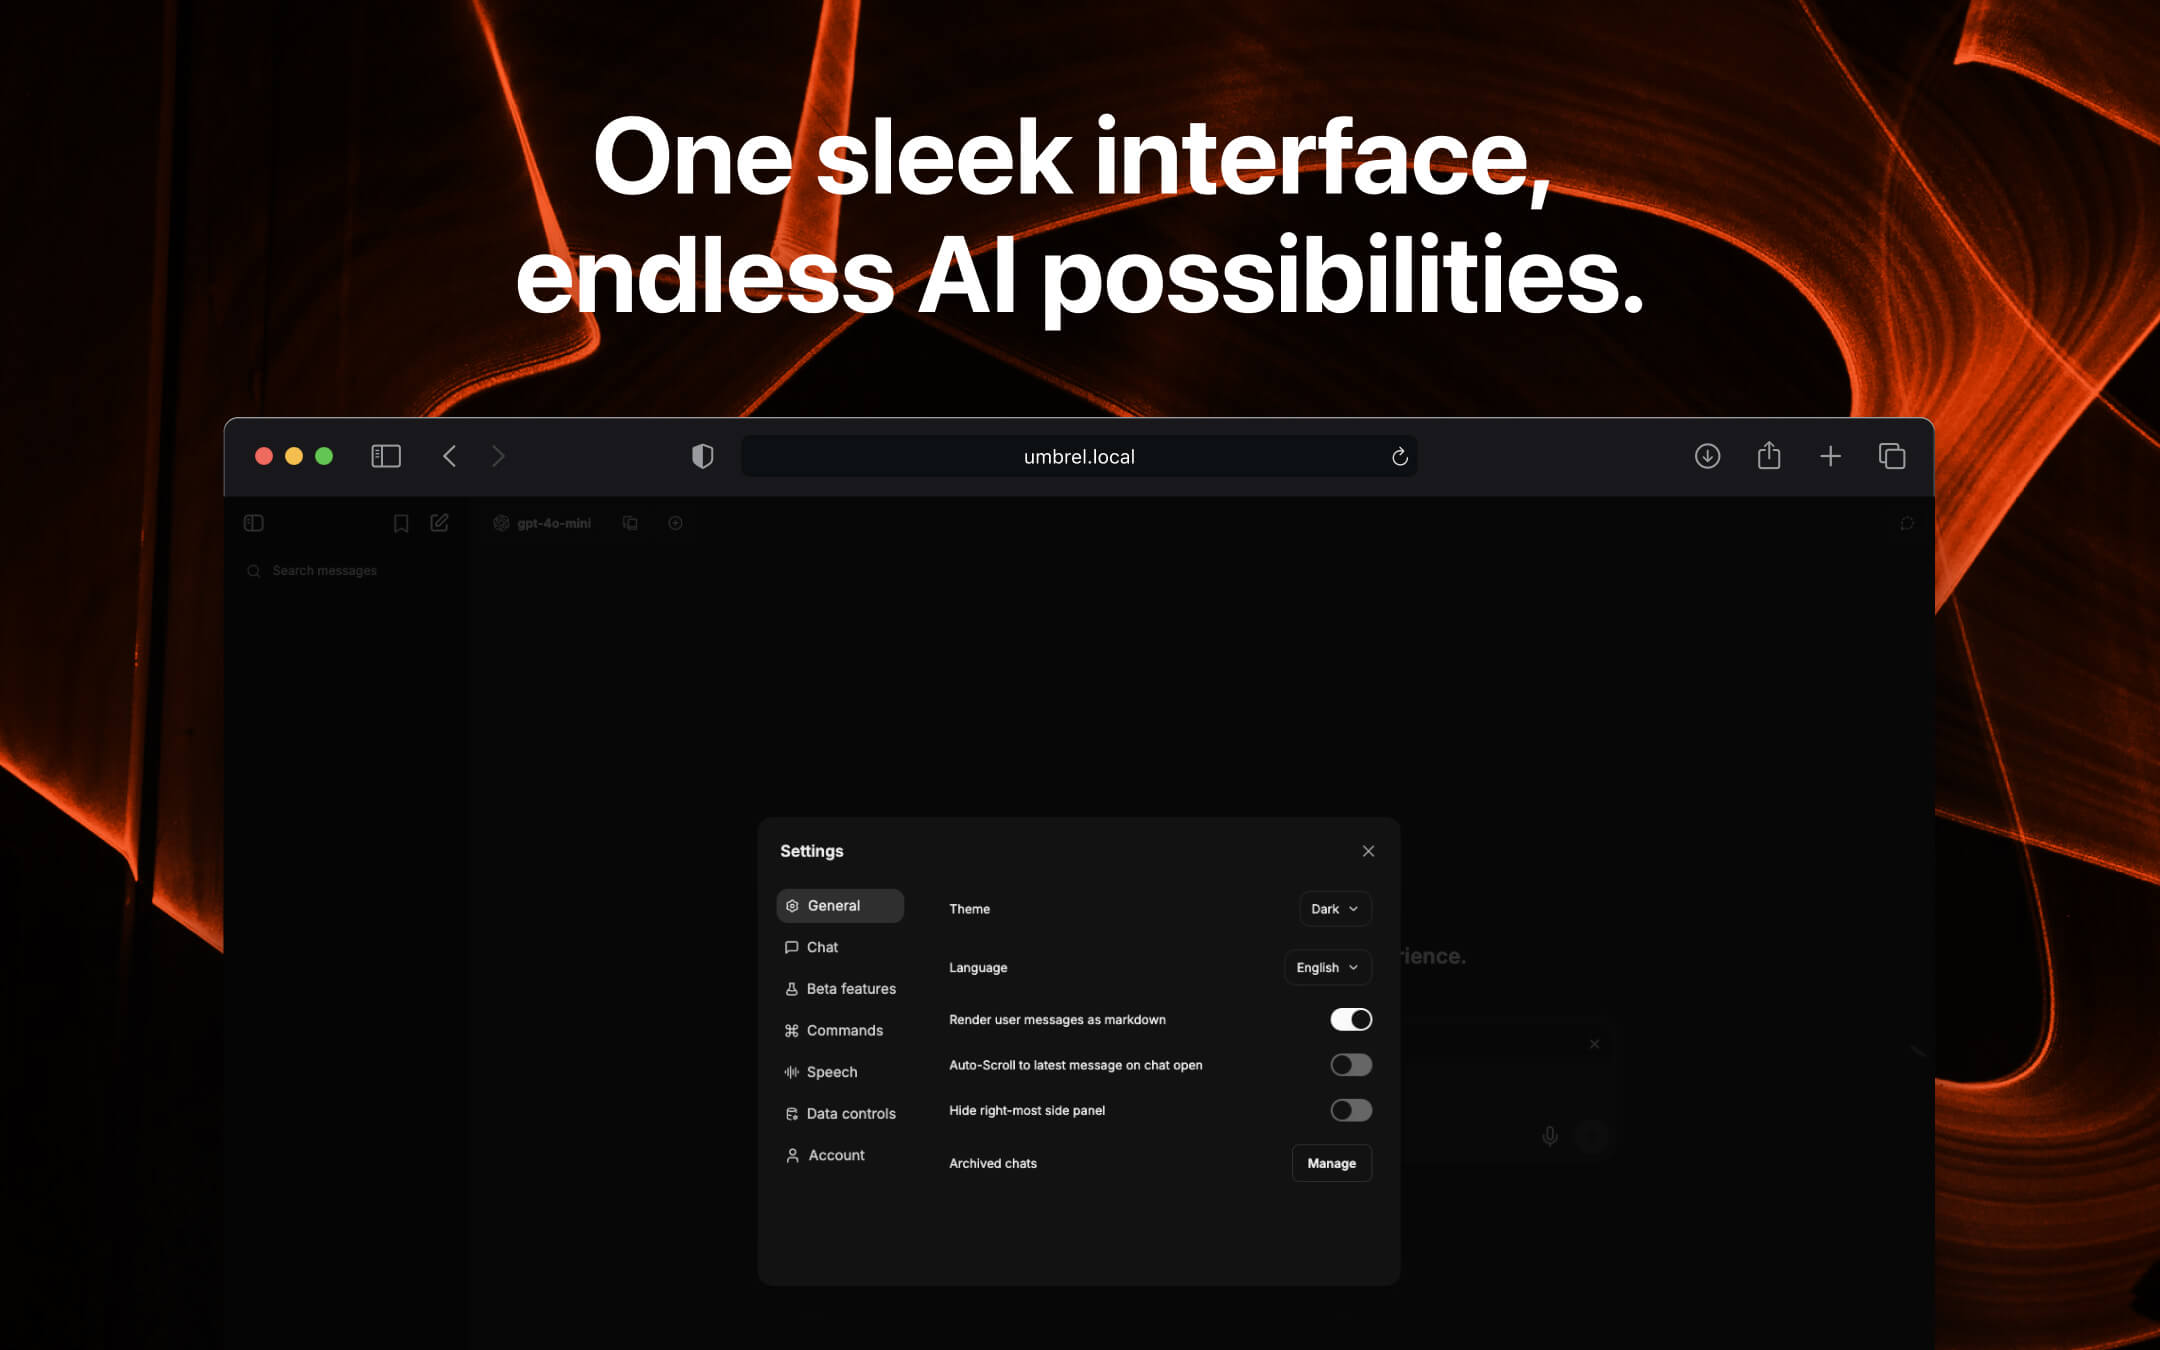 One sleek interface,
endless AI possibilities.
umbrel.local
gpt-4o-mini
Search messages
Settings
General
Chat
Beta features
Commands
Speech
Data controls
Account
Theme
Dark
Language
English
Render user messages as markdown
Auto-Scroll to latest message on chat open
Hide right-most side panel
Archived chats
Manage
rience.